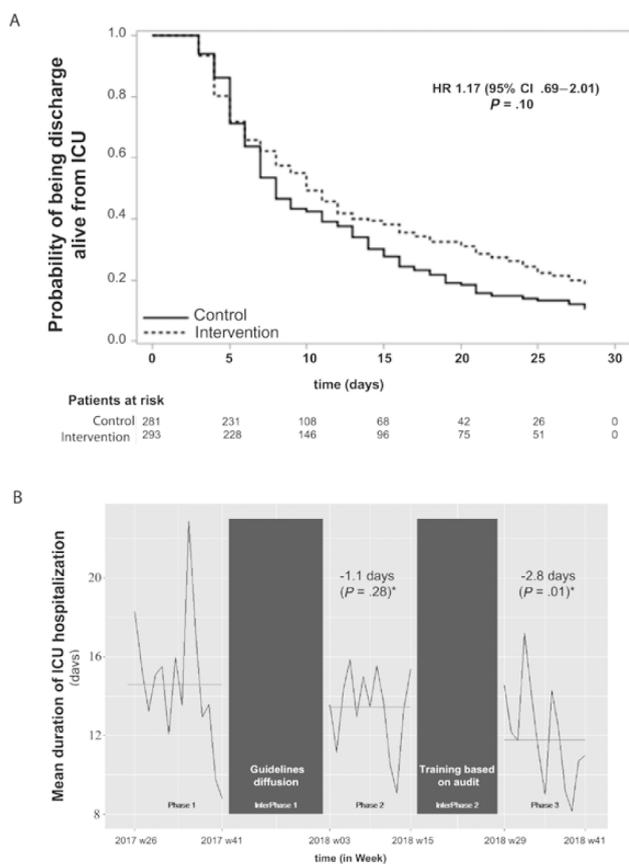 A
Probability of being discharge
alive from ICU
1.0
0.8
0.6
0.4
0.2
0.0
HR 1.17 (95% CI .69–2.01)
P = .10
Control
Intervention
0 5 10 15 20 25 30
time (days)
Patients at risk
Control 281 231 108 68 42 26 0
Intervention 293 228 146 96 75 51 0
B
Mean duration of ICU hospitalization
(days)
20
16
12
8
-1.1 days
(P = .28)*
-2.8 days
(P = .01)*
Guidelines
diffusion
Training based
on audit
Phase 1 InterPhase 1 Phase 2 InterPhase 2 Phase 3
2017 w26 2017 w41 2018 w03 2018 w15 2018 w29 2018 w41
time (in Week)